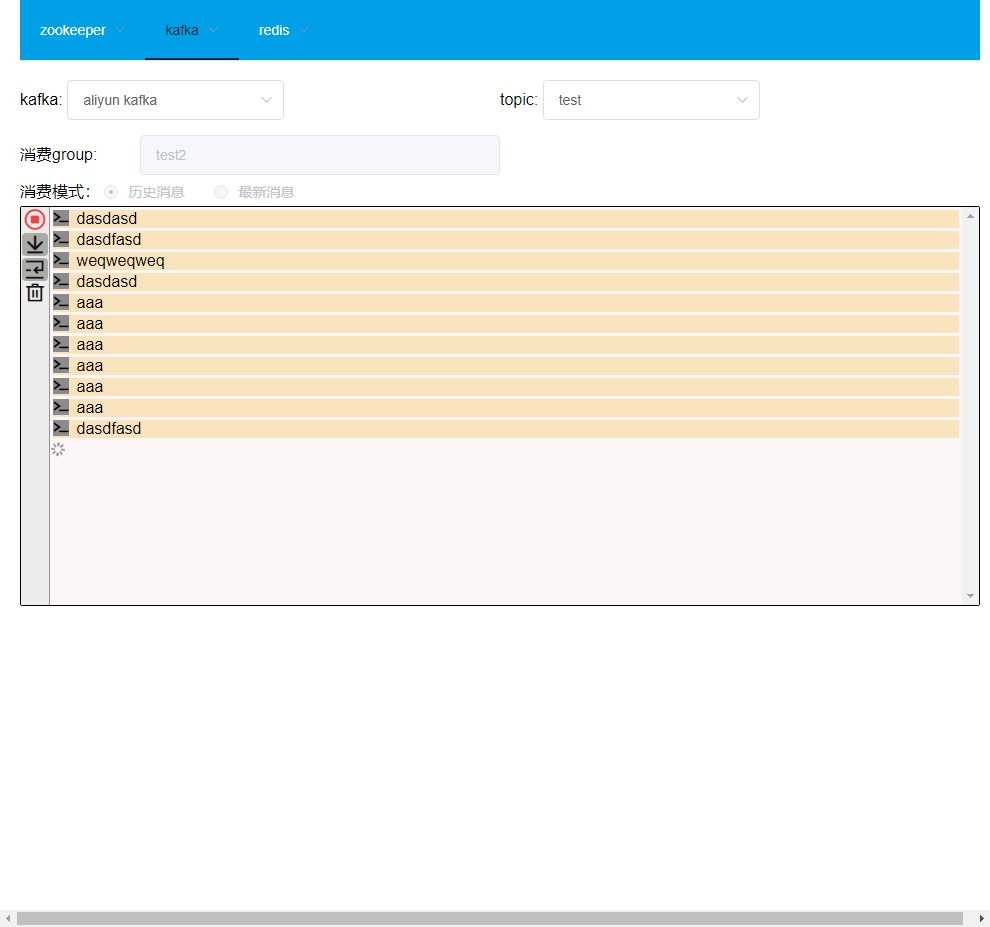 zookeeper kafka redis
kafka: aliyun kafka topic: test
消费group: test2
消费模式: 历史消息 最新消息
>_ dasdasd
>_ dasdfasd
>_ weqweqweq
>_ dasdasd
>_ aaa
>_ aaa
>_ aaa
>_ aaa
>_ aaa
>_ aaa
>_ dasdfasd